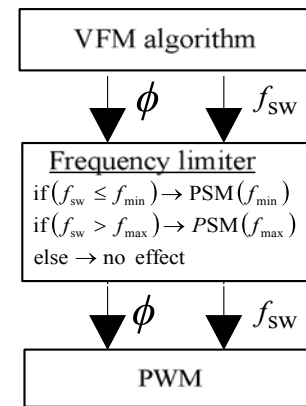 VFM algorithm
ϕ f_sw
Frequency limiter
if(f_sw ≤ f_min) → PSM(f_min)
if(f_sw > f_max) → PSM(f_max)
else → no effect
ϕ f_sw
PWM